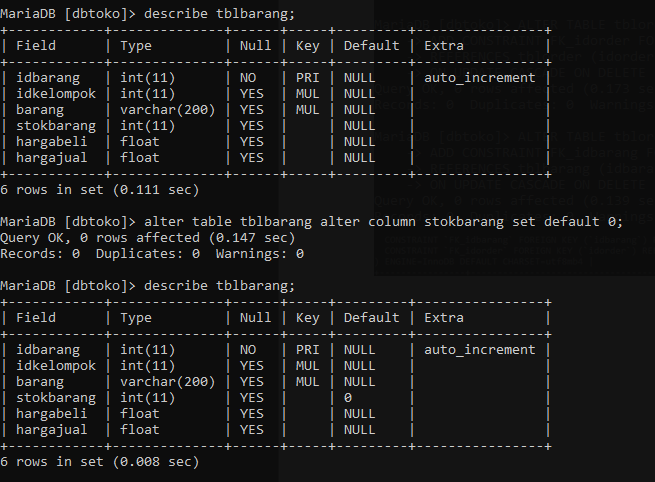 MariaDB [dbtoko]> describe tblbarang;
+------------+--------------+------+-----+---------+----------------+
| Field      | Type         | Null | Key | Default | Extra          |
+------------+--------------+------+-----+---------+----------------+
| idbarang   | int(11)      | NO   | PRI | NULL    | auto_increment |
| idkelompok | int(11)      | YES  | MUL | NULL    |                |
| barang     | varchar(200) | YES  | MUL | NULL    |                |
| stokbarang | int(11)      | YES  |     | NULL    |                |
| hargabeli  | float        | YES  |     | NULL    |                |
| hargajual  | float        | YES  |     | NULL    |                |
+------------+--------------+------+-----+---------+----------------+
6 rows in set (0.111 sec)
MariaDB [dbtoko]> alter table tblbarang alter column stokbarang set default 0;
Query OK, 0 rows affected (0.147 sec)
Records: 0  Duplicates: 0  Warnings: 0
MariaDB [dbtoko]> describe tblbarang;
+------------+--------------+------+-----+---------+----------------+
| Field      | Type         | Null | Key | Default | Extra          |
+------------+--------------+------+-----+---------+----------------+
| idbarang   | int(11)      | NO   | PRI | NULL    | auto_increment |
| idkelompok | int(11)      | YES  | MUL | NULL    |                |
| barang     | varchar(200) | YES  | MUL | NULL    |                |
| stokbarang | int(11)      | YES  |     | 0       |                |
| hargabeli  | float        | YES  |     | NULL    |                |
| hargajual  | float        | YES  |     | NULL    |                |
+------------+--------------+------+-----+---------+----------------+
6 rows in set (0.008 sec)